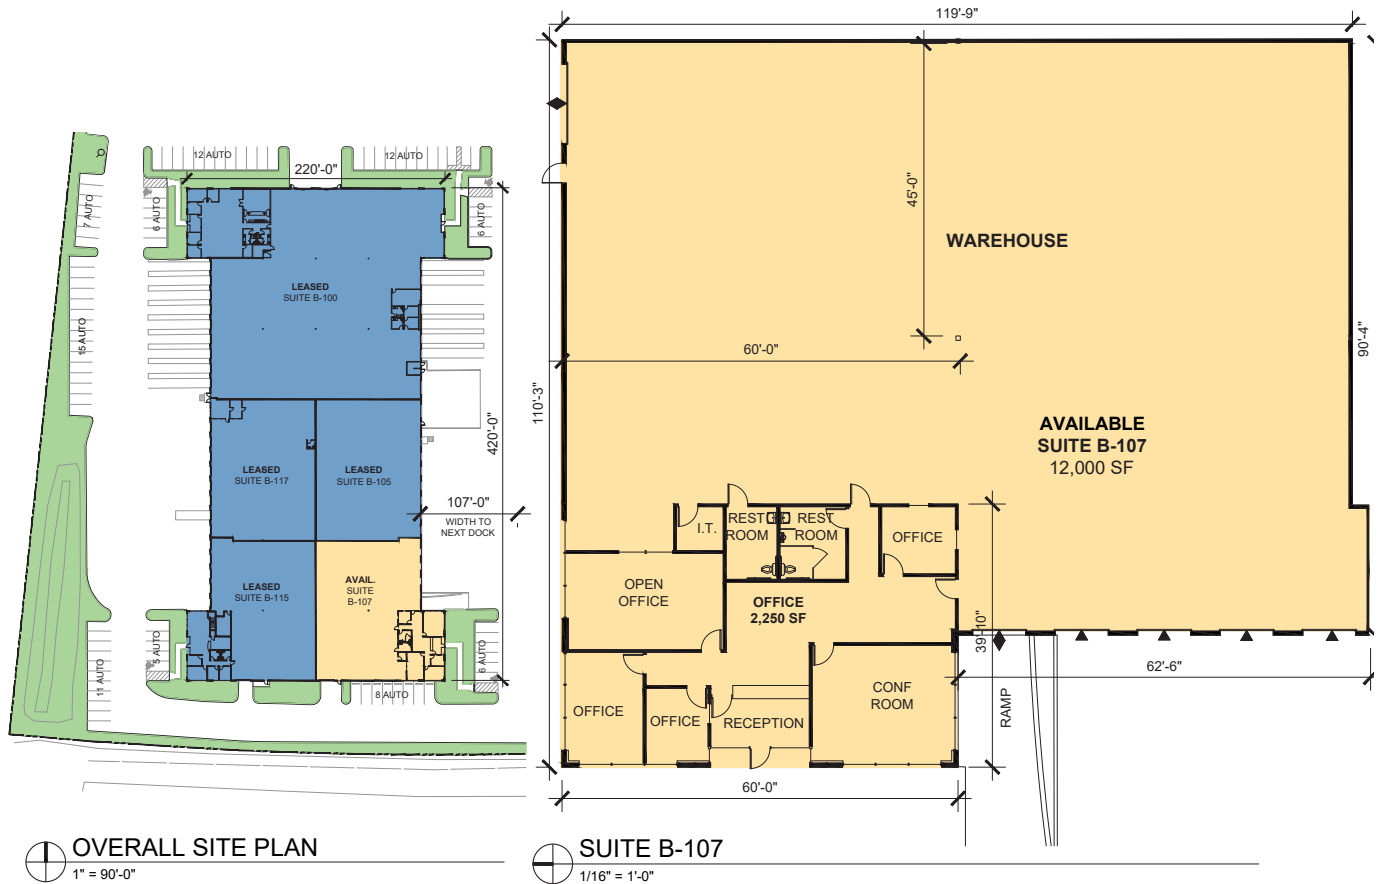 12 AUTO
12 AUTO
220'-0"
7 AUTO
6 AUTO
6 AUTO
LEASED
SUITE B-100
15 AUTO
420'-0"
LEASED
SUITE B-117
LEASED
SUITE B-105
107'-0"
WIDTH TO
NEXT DOCK
LEASED
SUITE B-115
AVAIL.
SUITE
B-107
11 AUTO
5 AUTO
6 AUTO
8 AUTO
OVERALL SITE PLAN
1" = 90'-0"
119'-9"
45'-0"
WAREHOUSE
60'-0"
90'-4"
110'-3"
AVAILABLE
SUITE B-107
12,000 SF
I.T.
REST
ROOM
REST
ROOM
OFFICE
OPEN
OFFICE
OFFICE
2,250 SF
39'-10"
62'-6"
CONF
ROOM
RAMP
OFFICE
OFFICE
RECEPTION
60'-0"
SUITE B-107
1/16" = 1'-0"